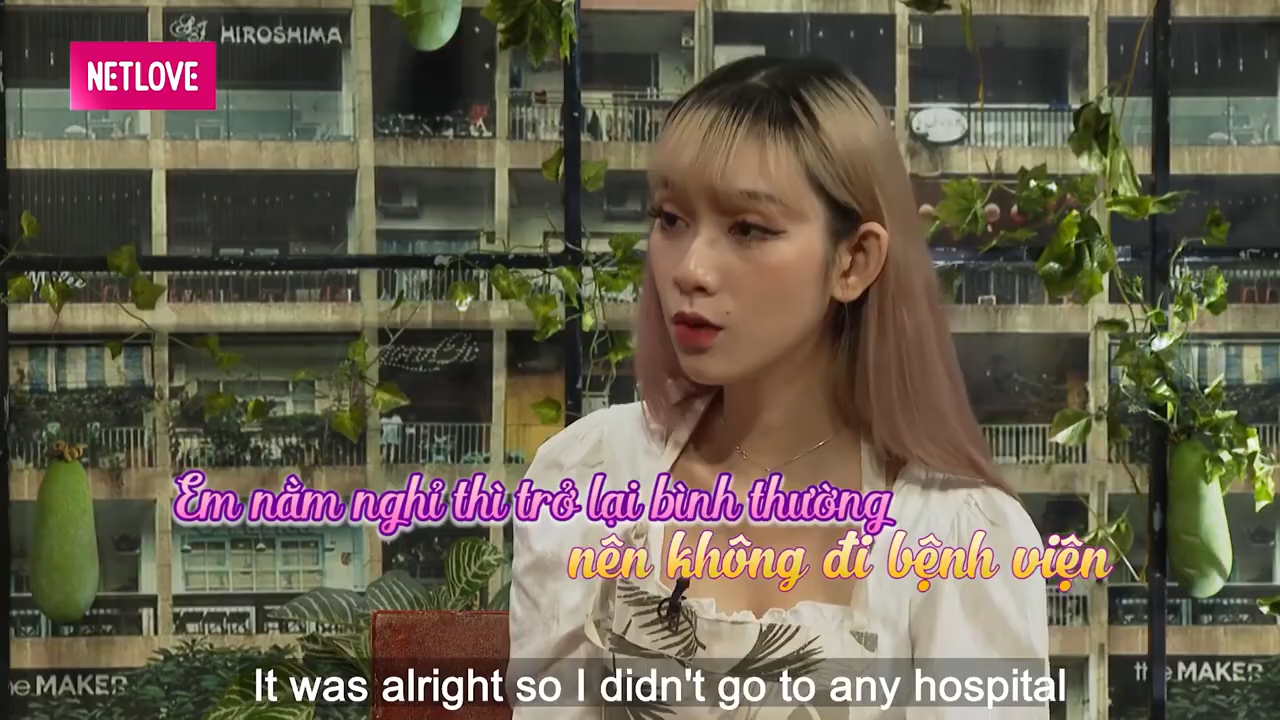 HIROSHIMA
NETLOVE
Em nằm nghỉ thì trở lại bình thường
nên không đi bệnh viện
It was alright so I didn't go to any hospital
the MAKER